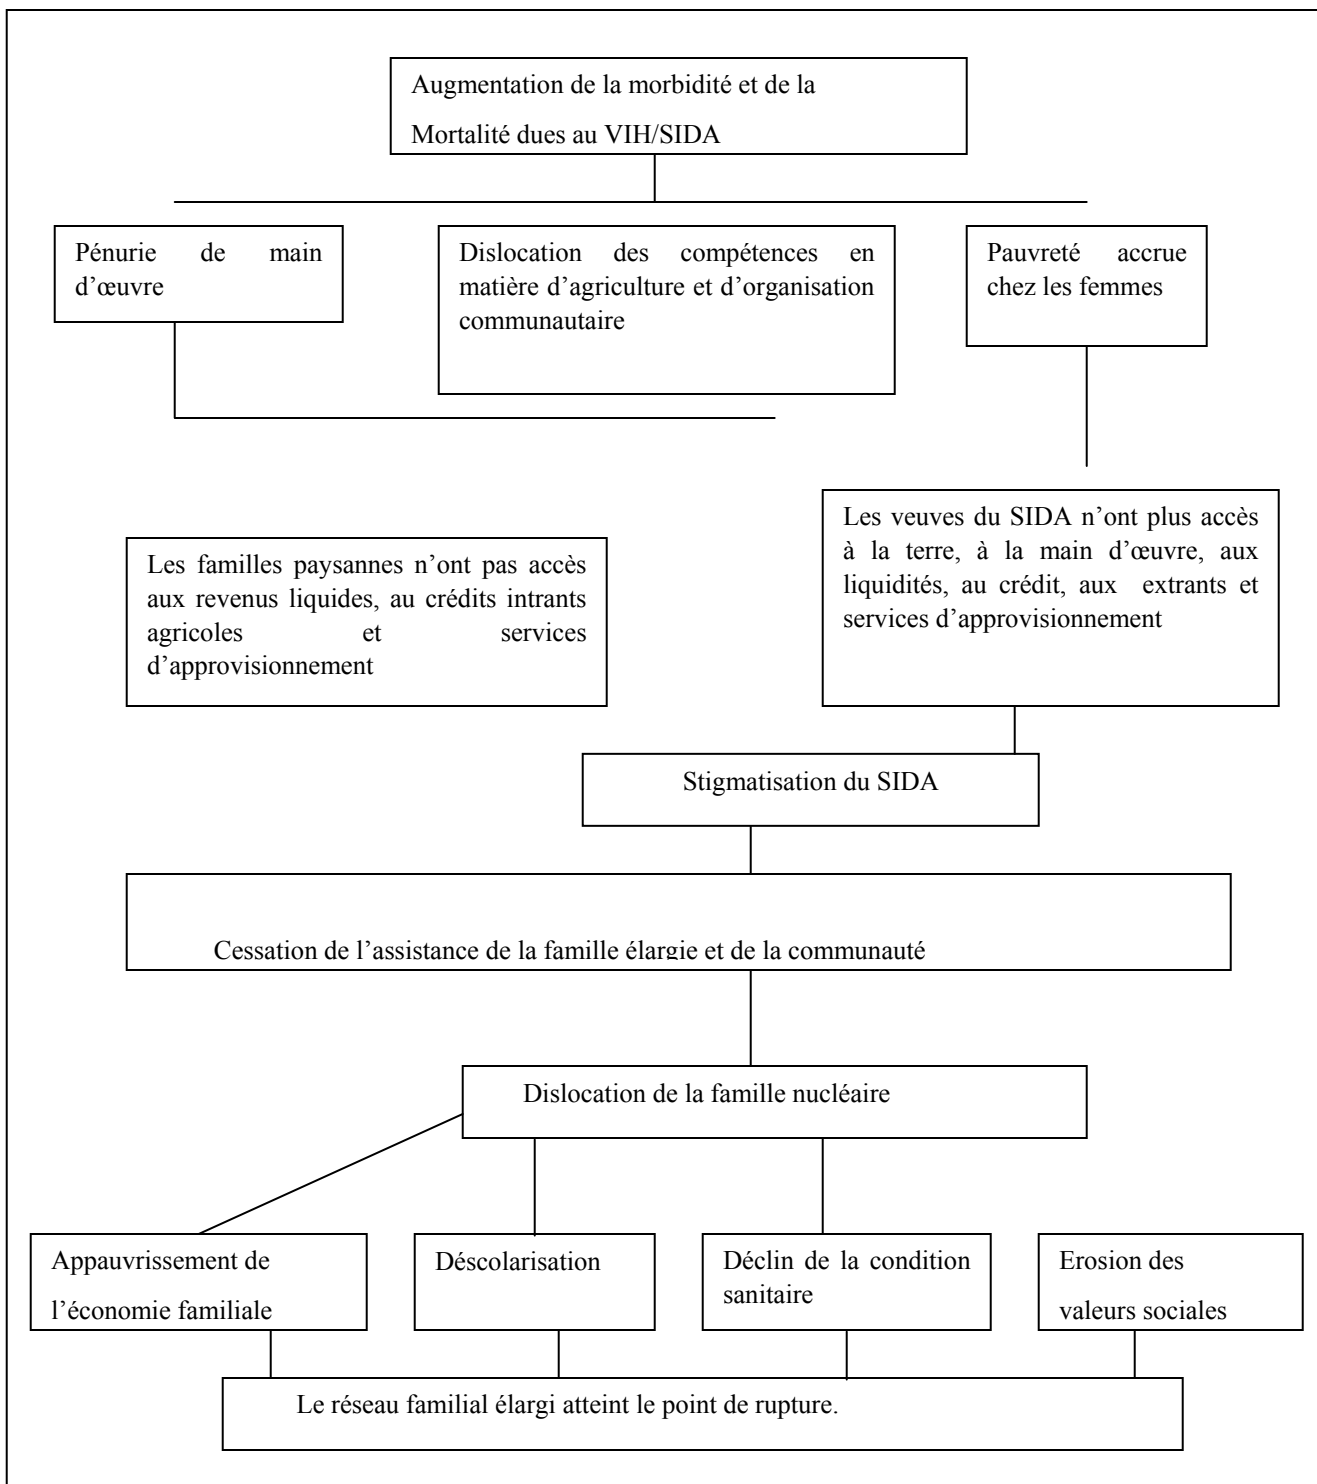 Augmentation de la morbidité et de la
Mortalité dues au VIH/SIDA
Pénurie de main
d’œuvre
Dislocation des compétences en
matière d’agriculture et d’organisation
communautaire
Pauvreté accrue
chez les femmes
Les familles paysannes n’ont pas accès
aux revenus liquides, au crédits intrants
agricoles et services
d’approvisionnement
Les veuves du SIDA n’ont plus accès
à la terre, à la main d’œuvre, aux
liquidités, au crédit, aux extrants et
services d’approvisionnement
Stigmatisation du SIDA
Cessation de l’assistance de la famille élargie et de la communauté
Dislocation de la famille nucléaire
Appauvrissement de
l’économie familiale
Déscolarisation
Déclin de la condition
sanitaire
Erosion des
valeurs sociales
Le réseau familial élargi atteint le point de rupture.